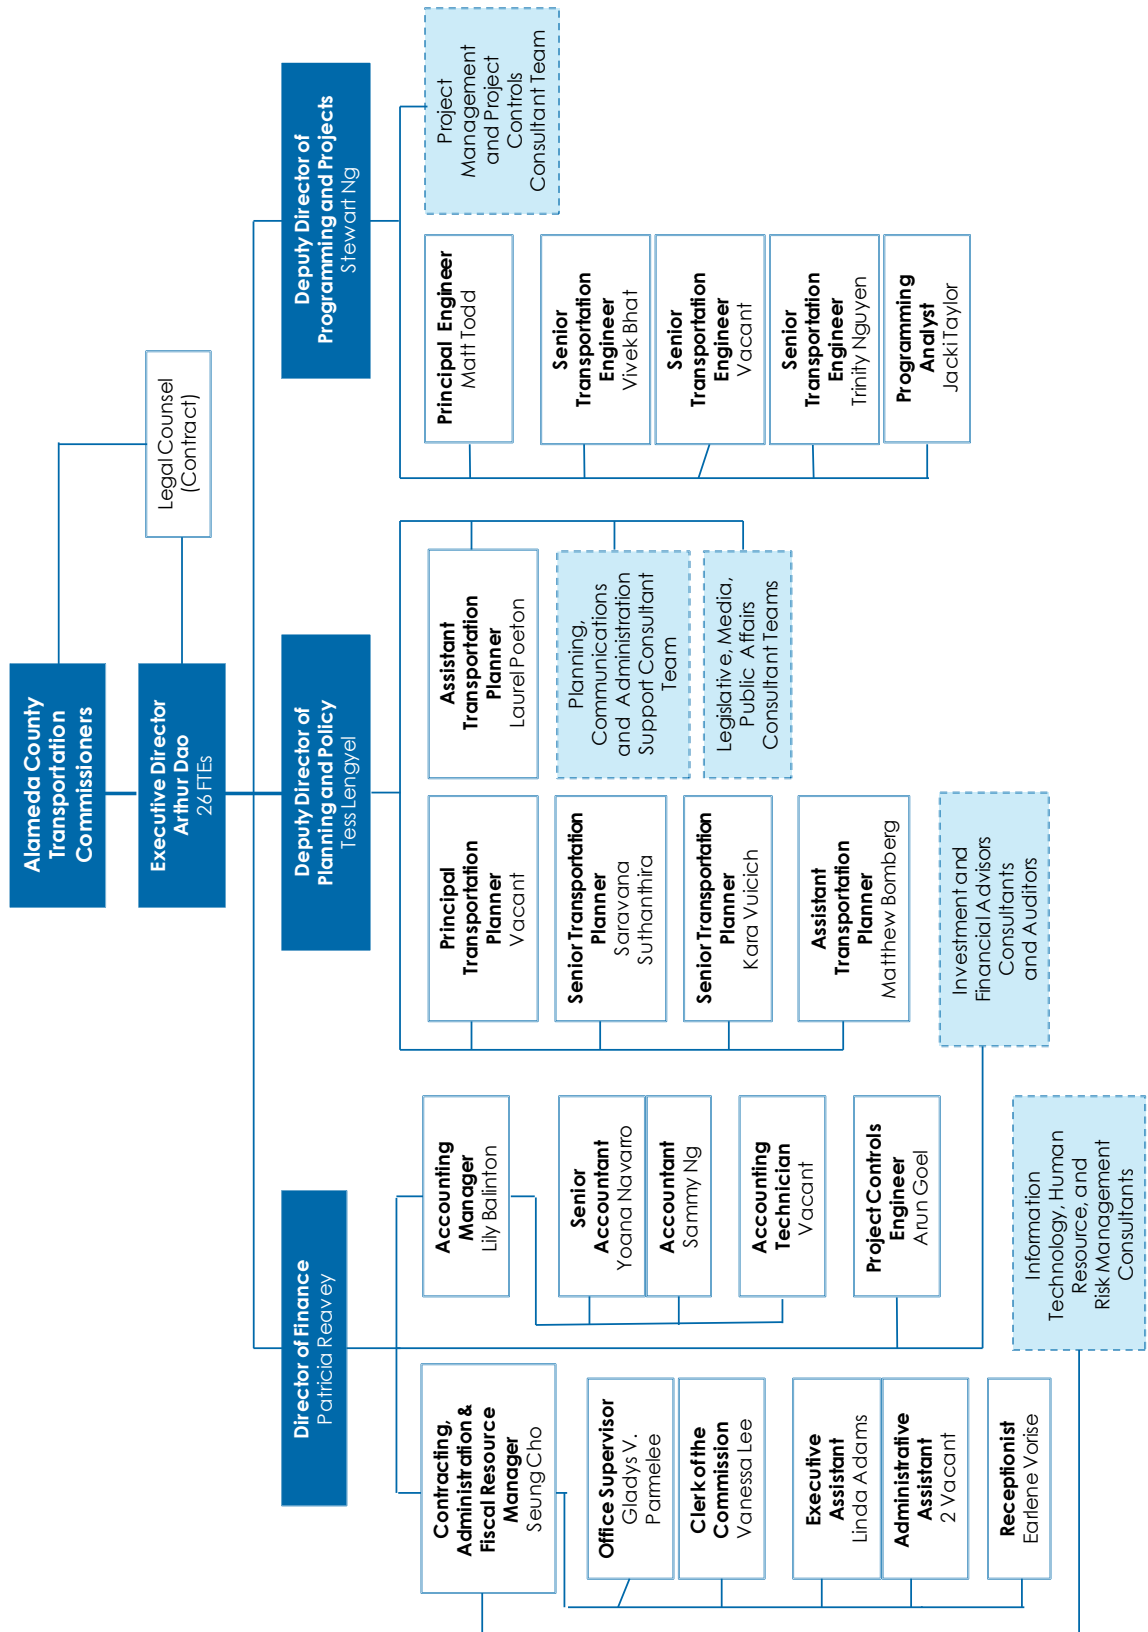 Alameda County
Transportation
Commissioners
Executive Director
Arthur Dao
26 FTEs
Legal Counsel
(Contract)
Director of Finance
Patricia Reavey
Deputy Director of
Planning and Policy
Tess Lengyel
Deputy Director of
Programming and Projects
Stewart Ng
Contracting,
Administration &
Fiscal Resource
Manager
Seung Cho
Office Supervisor
Gladys V.
Parmelee
Clerk of the
Commission
Vanessa Lee
Executive
Assistant
Linda Adams
Administrative
Assistant
2 Vacant
Receptionist
Earlene Vorise
Accounting
Manager
Lily Balinton
Senior
Accountant
Yoana Navarro
Accountant
Sammy Ng
Accounting
Technician
Vacant
Project Controls
Engineer
Arun Goel
Information
Technology, Human
Resource, and
Risk Management
Consultants
Investment and
Financial Advisors
Consultants
and Auditors
Principal
Transportation
Planner
Vacant
Senior Transportation
Planner
Saravana
Suthanthira
Senior Transportation
Planner
Kara Vuicich
Assistant
Transportation
Planner
Matthew Bomberg
Assistant
Transportation
Planner
Laurel Poeton
Planning,
Communications
and Administration
Support Consultant
Team
Legislative, Media,
Public Affairs
Consultant Teams
Principal Engineer
Matt Todd
Senior
Transportation
Engineer
Vivek Bhat
Senior
Transportation
Engineer
Vacant
Senior
Transportation
Engineer
Trinity Nguyen
Programming
Analyst
Jacki Taylor
Project
Management
and Project
Controls
Consultant Team